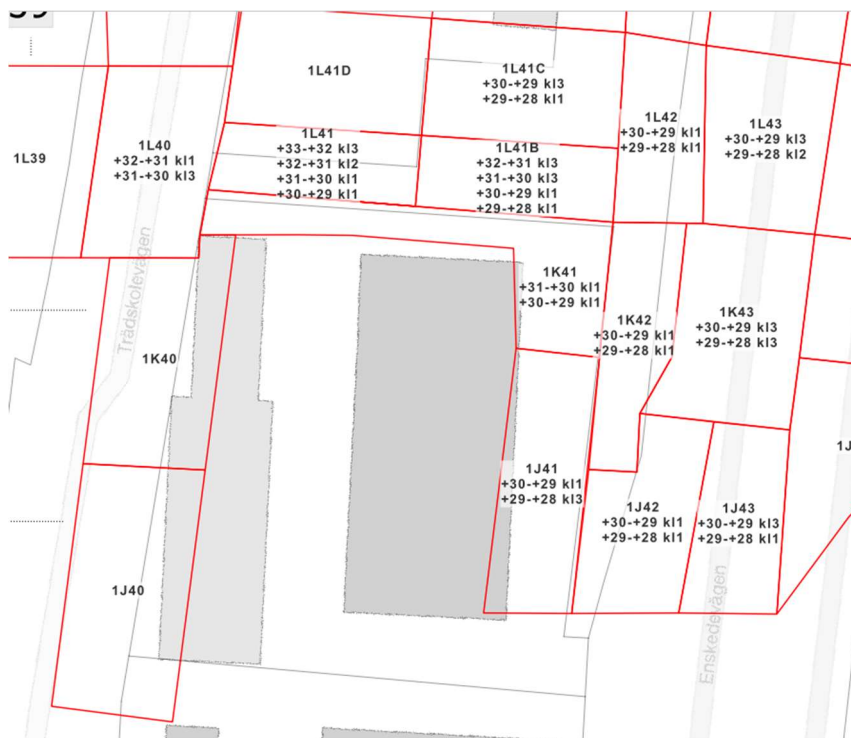 39
1L39
1L40
+32-+31 kl1
+31-+30 kl3
1L41D
1L41
+33-+32 kl3
+32-+31 kl2
+31-+30 kl1
+30-+29 kl1
1L41C
+30-+29 kl3
+29-+28 kl1
1L41B
+32-+31 kl3
+31-+30 kl3
+30-+29 kl1
+29-+28 kl1
1L42
+30-+29 kl1
+29-+28 kl1
1L43
+30-+29 kl3
+29-+28 kl2
Trädskolevägen
1K40
1K41
+31-+30 kl1
+30-+29 kl1
1K42
+30-+29 kl1
+29-+28 kl1
1K43
+30-+29 kl3
+29-+28 kl3
1J
1J40
1J41
+30-+29 kl1
+29-+28 kl3
1J42
+30-+29 kl1
+29-+28 kl1
1J43
+30-+29 kl3
+29-+28 kl1
Enskedevägen